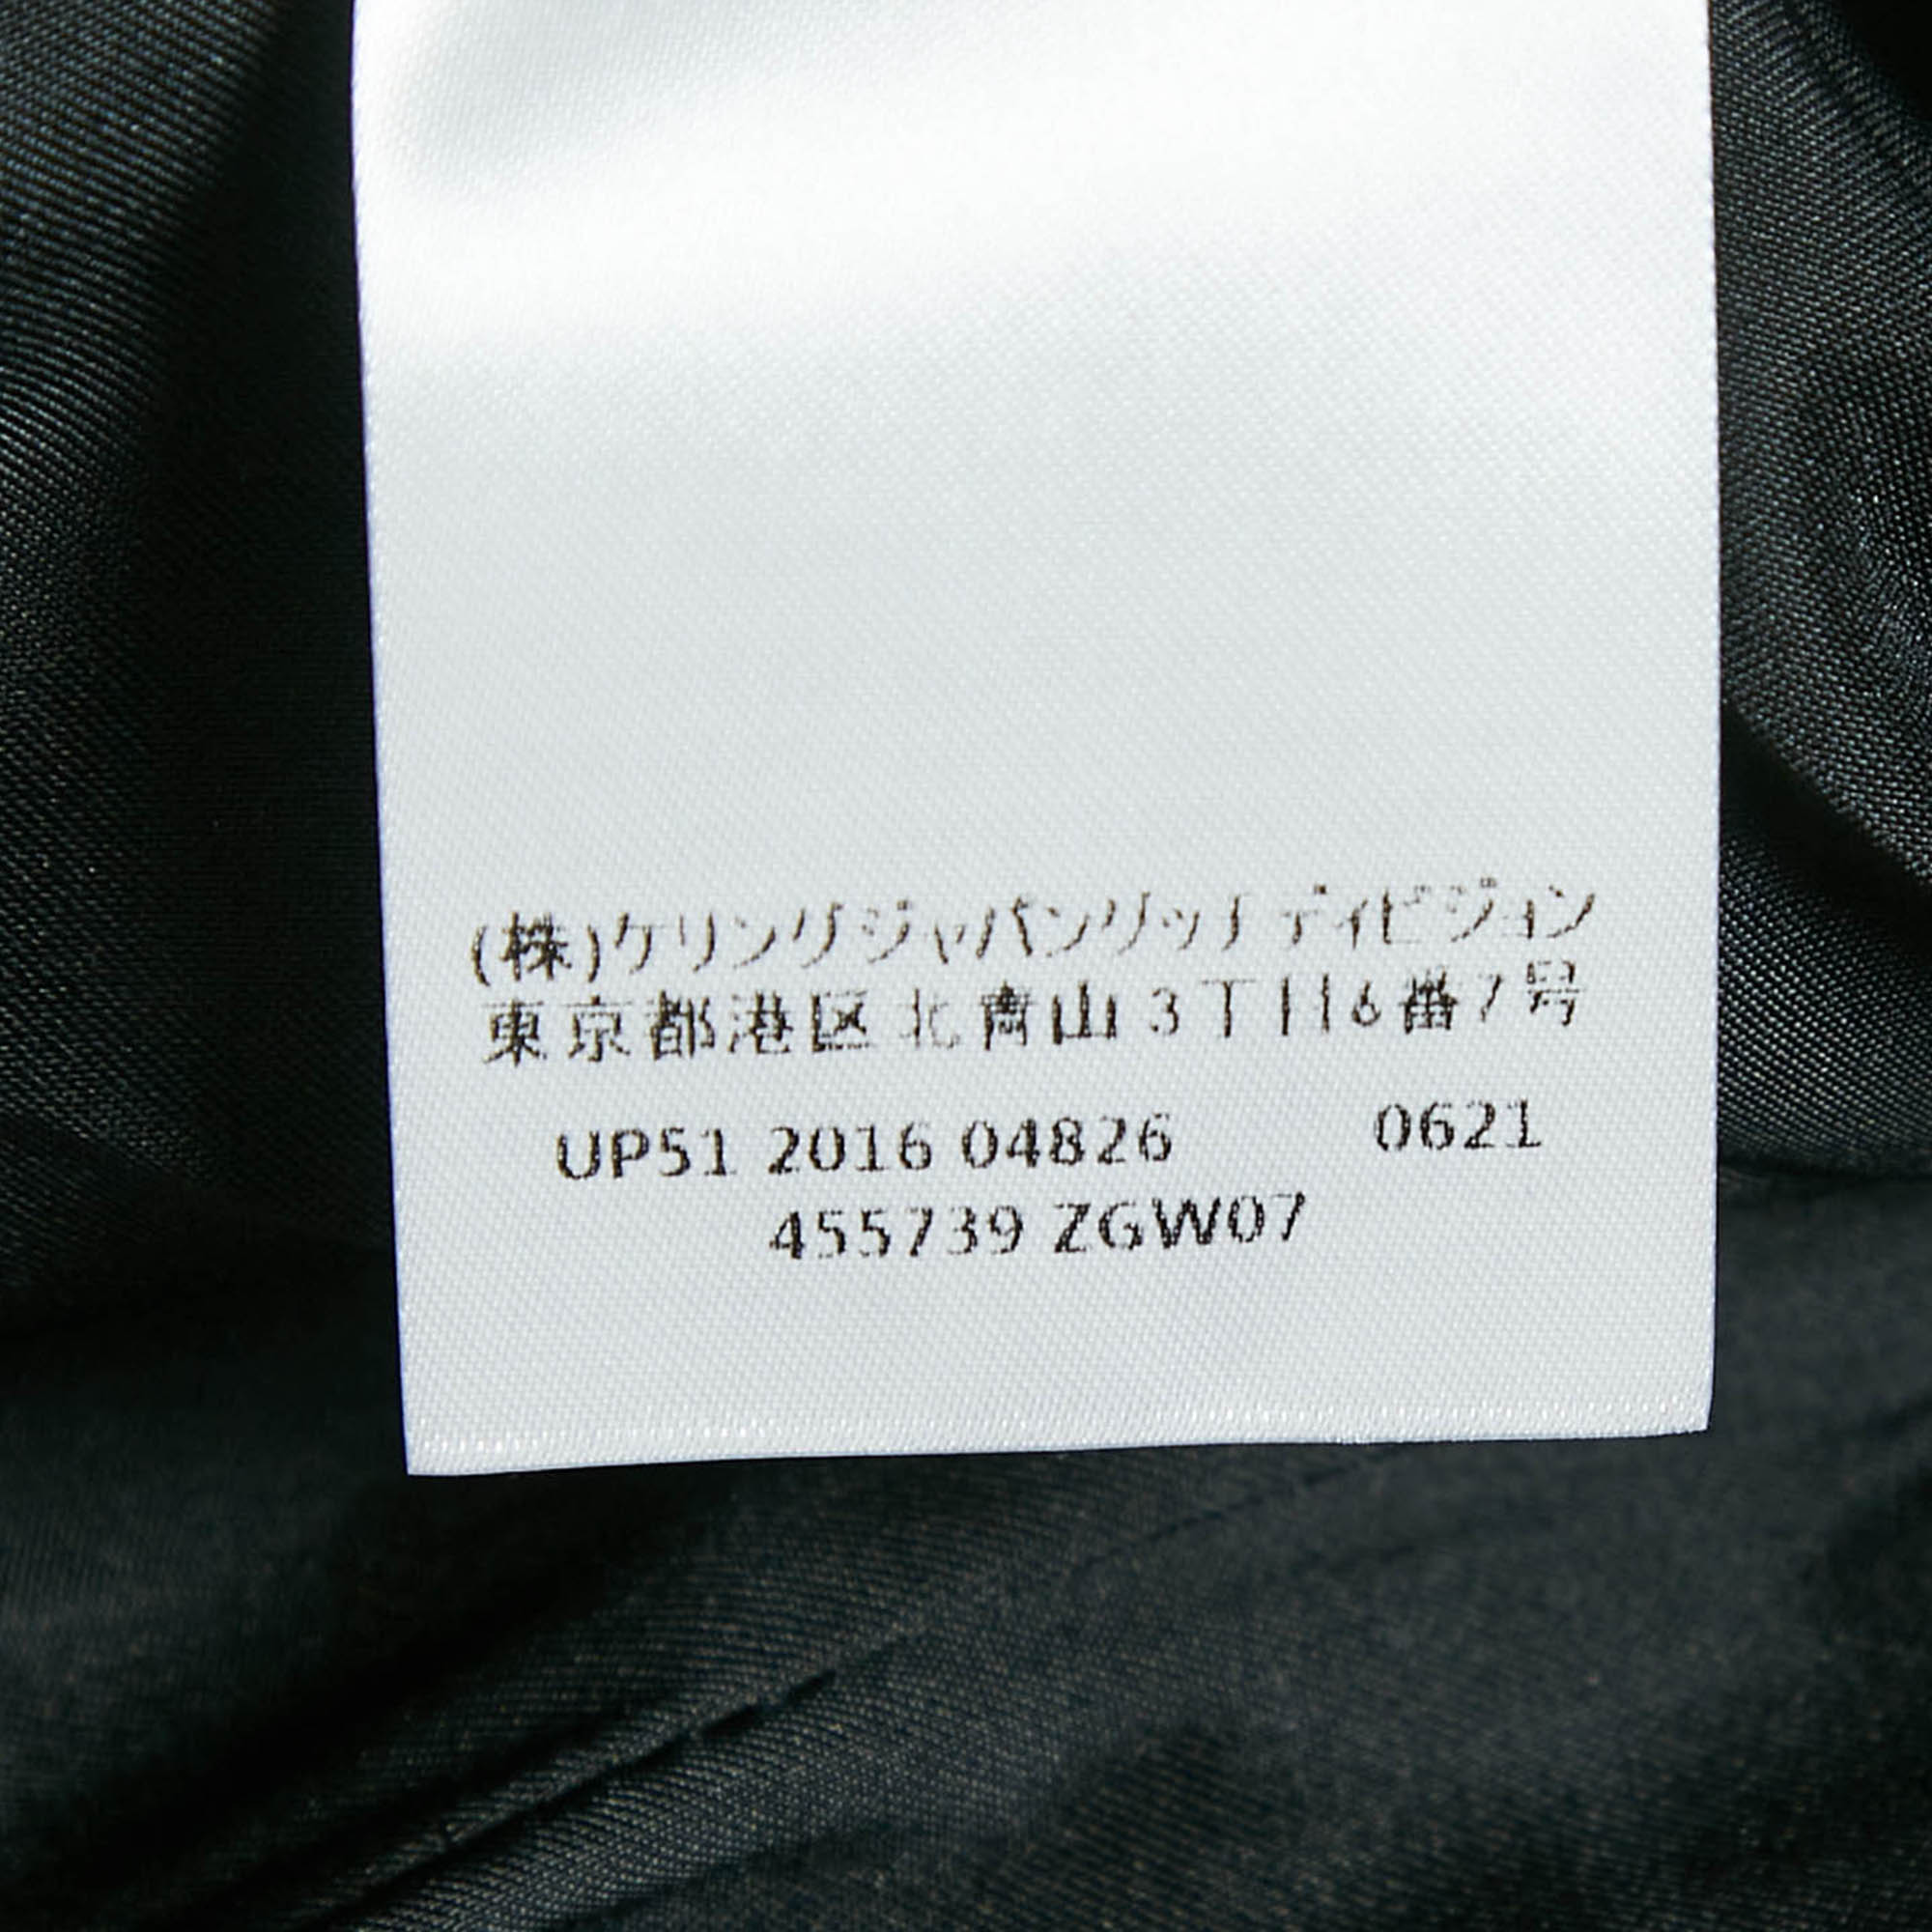 (株)ケリングジャパングッチ ディビジョン
東京都港区 北青山3丁目6番7号
UP51 2016 04826 0621
455739 ZGW07